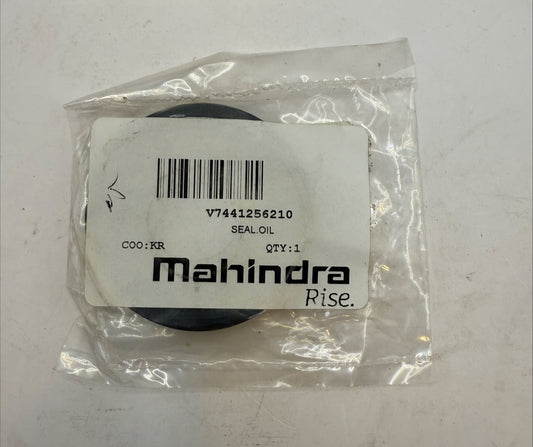 V7441256210
SEAL.OIL
COO:KR QTY:1
Mahindra
Rise.